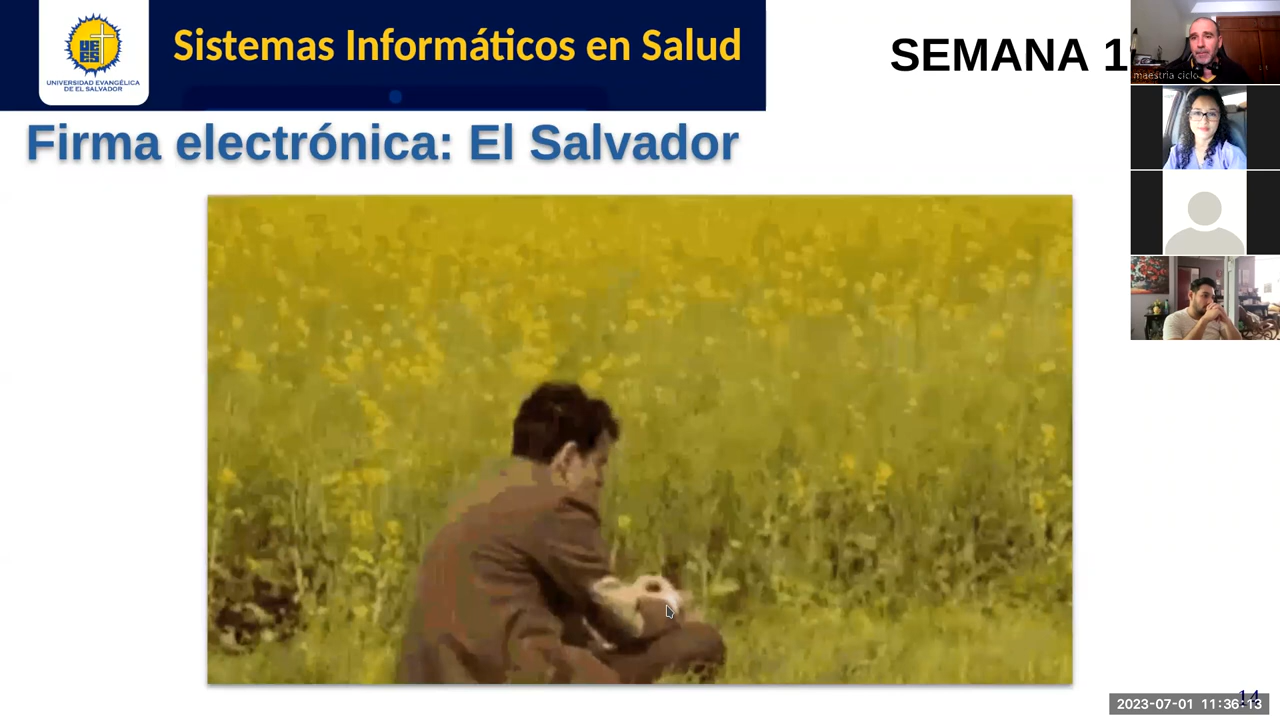 Sistemas Informáticos en Salud
SEMANA 1
UNIVERSIDAD EVANGÉLICA
DE EL SALVADOR
maestria ciclo
Firma electrónica: El Salvador
14
2023-07-01 11:36:13